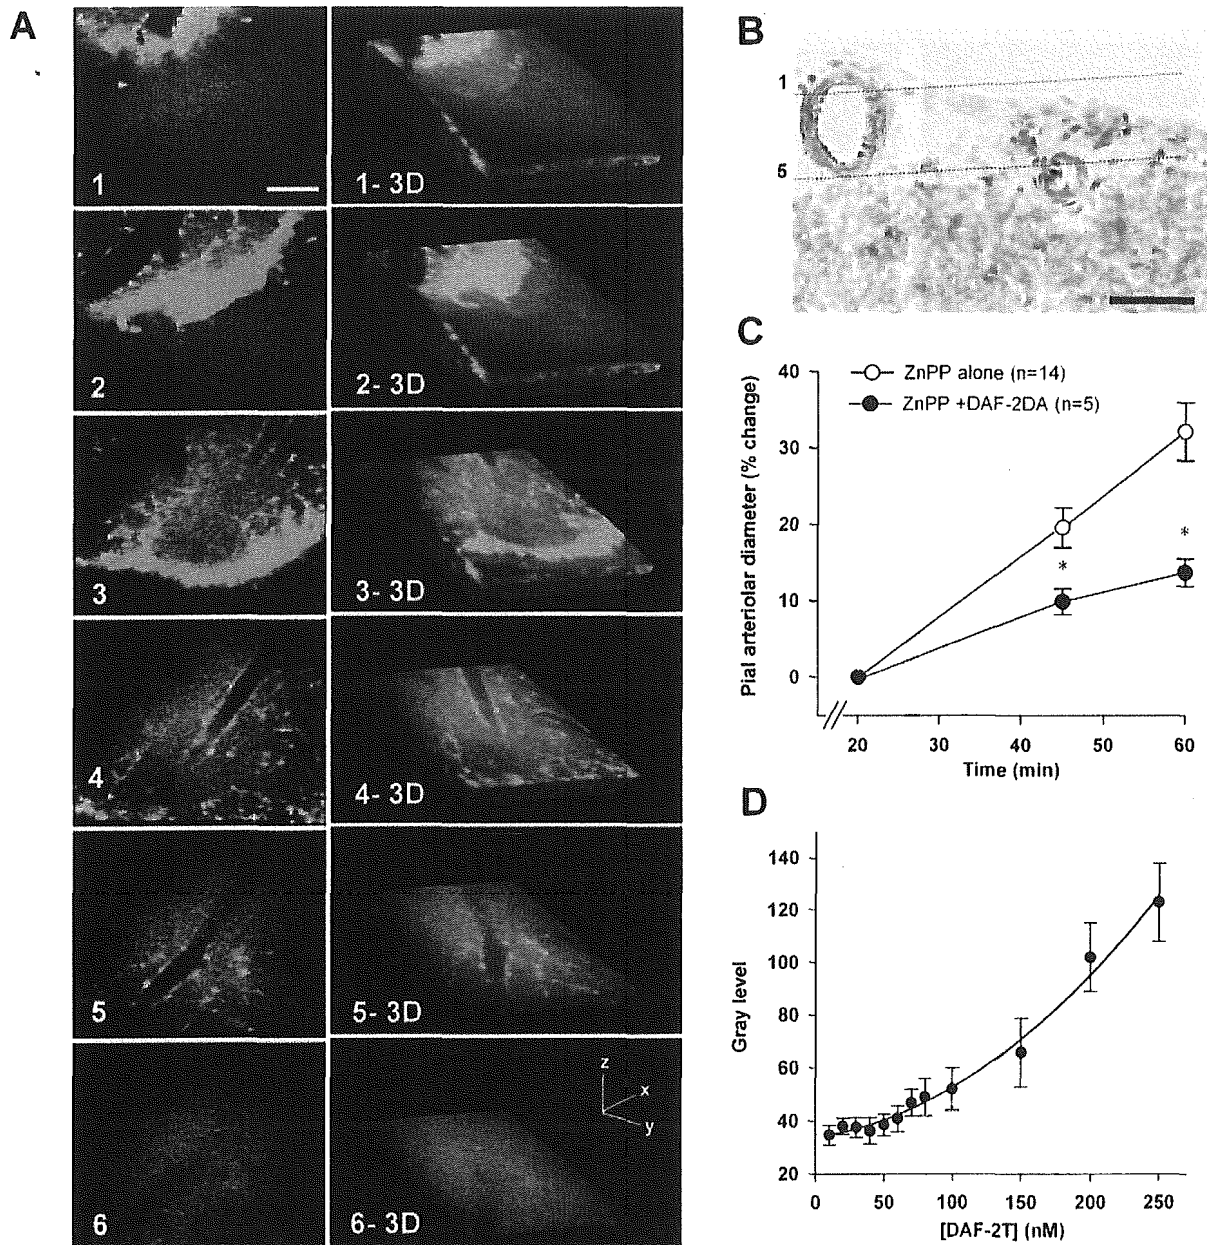 A
1
1- 3D
2
2- 3D
3
3- 3D
4
4- 3D
5
5- 3D
6
6- 3D
z
x
y
B
1
5
C
Pial arteriolar diameter (% change)
40
30
20
10
0
ZnPP alone (n=14)
ZnPP +DAF-2DA (n=5)
*
*
20
30
40
50
60
Time (min)
D
Gray level
140
120
100
80
60
40
20
0
50
100
150
200
250
[DAF-2T] (nM)